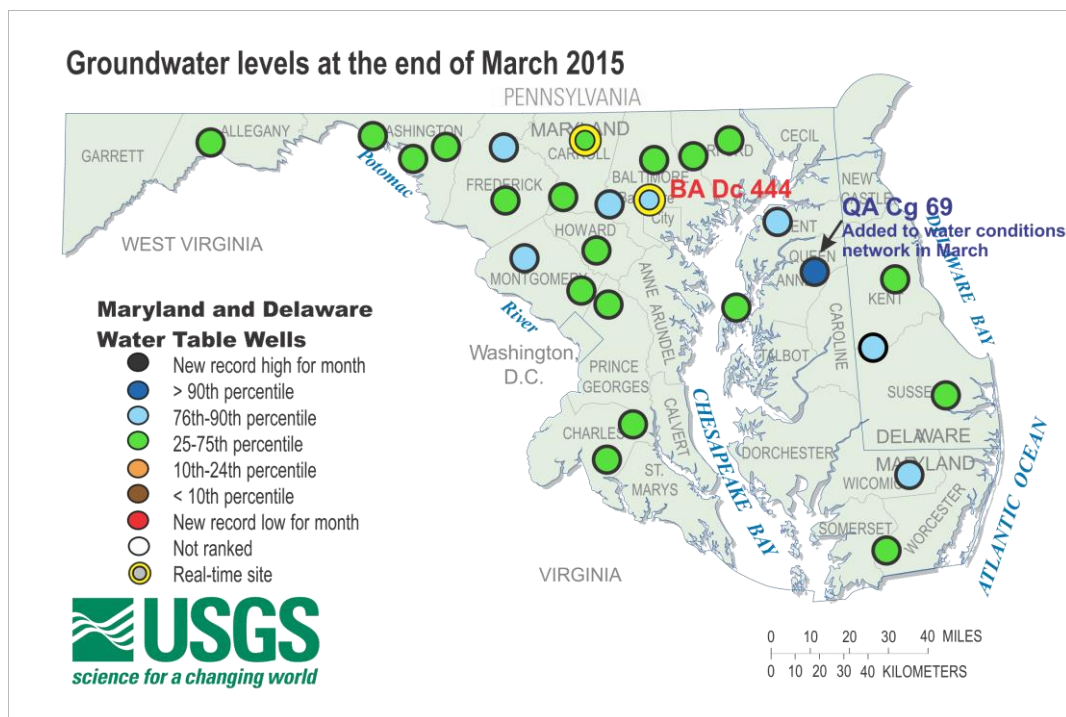 Groundwater levels at the end of March 2015
PENNSYLVANIA
MARYLAND
GARRETT
ALLEGANY
WASHINGTON
CARROLL
CECIL
Potomac
FREDERICK
BALTIMORE
BA Dc 444
City
NEW
CASTLE
QA Cg 69
Added to water conditions
network in March
KENT
QUEEN
ANNE
HOWARD
WEST VIRGINIA
MONTGOMERY
ANNE ARUNDEL
DELAWARE BAY
KENT
CAROLINE
TALBOT
River
Washington,
D.C.
PRINCE
GEORGES
CALVERT
CHESAPEAKE BAY
SUSSEX
DELAWARE
MARYLAND
ATLANTIC OCEAN
CHARLES
ST.
MARYS
DORCHESTER
WICOMICO
WORCESTER
SOMERSET
VIRGINIA
Maryland and Delaware
Water Table Wells
New record high for month
> 90th percentile
76th-90th percentile
25-75th percentile
10th-24th percentile
< 10th percentile
New record low for month
Not ranked
Real-time site
USGS
science for a changing world
0 10 20 30 40 MILES
0 10 20 30 40 KILOMETERS